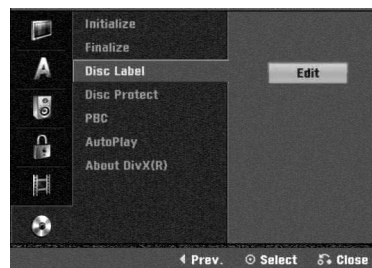 Initialize
Finalize
Disc Label
Edit
Disc Protect
PBC
AutoPlay
About DivX(R)
A
Prev.
Select
Close